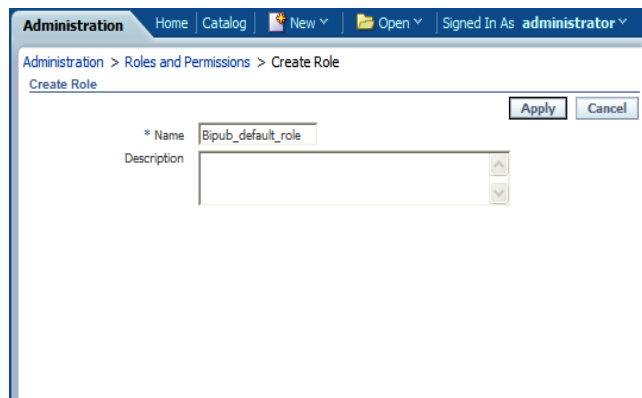 Administration Home Catalog New Open Signed In As administrator
Administration > Roles and Permissions > Create Role
Create Role
Apply Cancel
* Name Bipub_default_role
Description